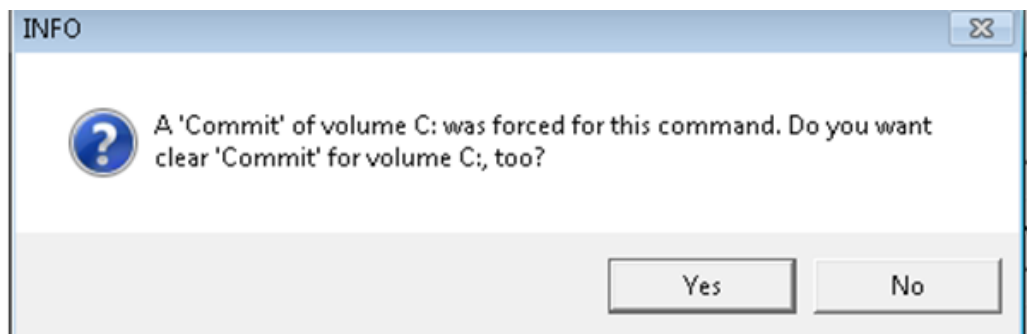 INFO
A 'Commit' of volume C: was forced for this command. Do you want
clear 'Commit' for volume C:, too?
Yes
No